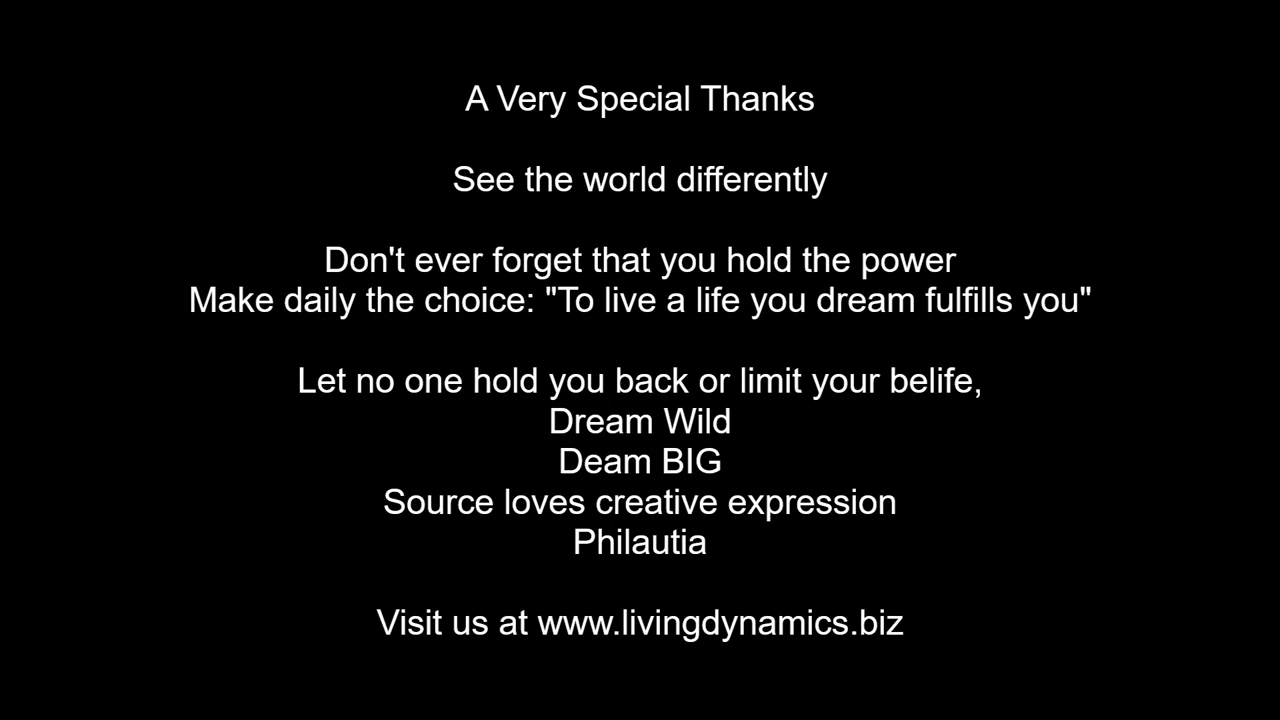 A Very Special Thanks
See the world differently
Don't ever forget that you hold the power
Make daily the choice: "To live a life you dream fulfills you"
Let no one hold you back or limit your belife,
Dream Wild
Deam BIG
Source loves creative expression
Philautia
Visit us at www.livingdynamics.biz